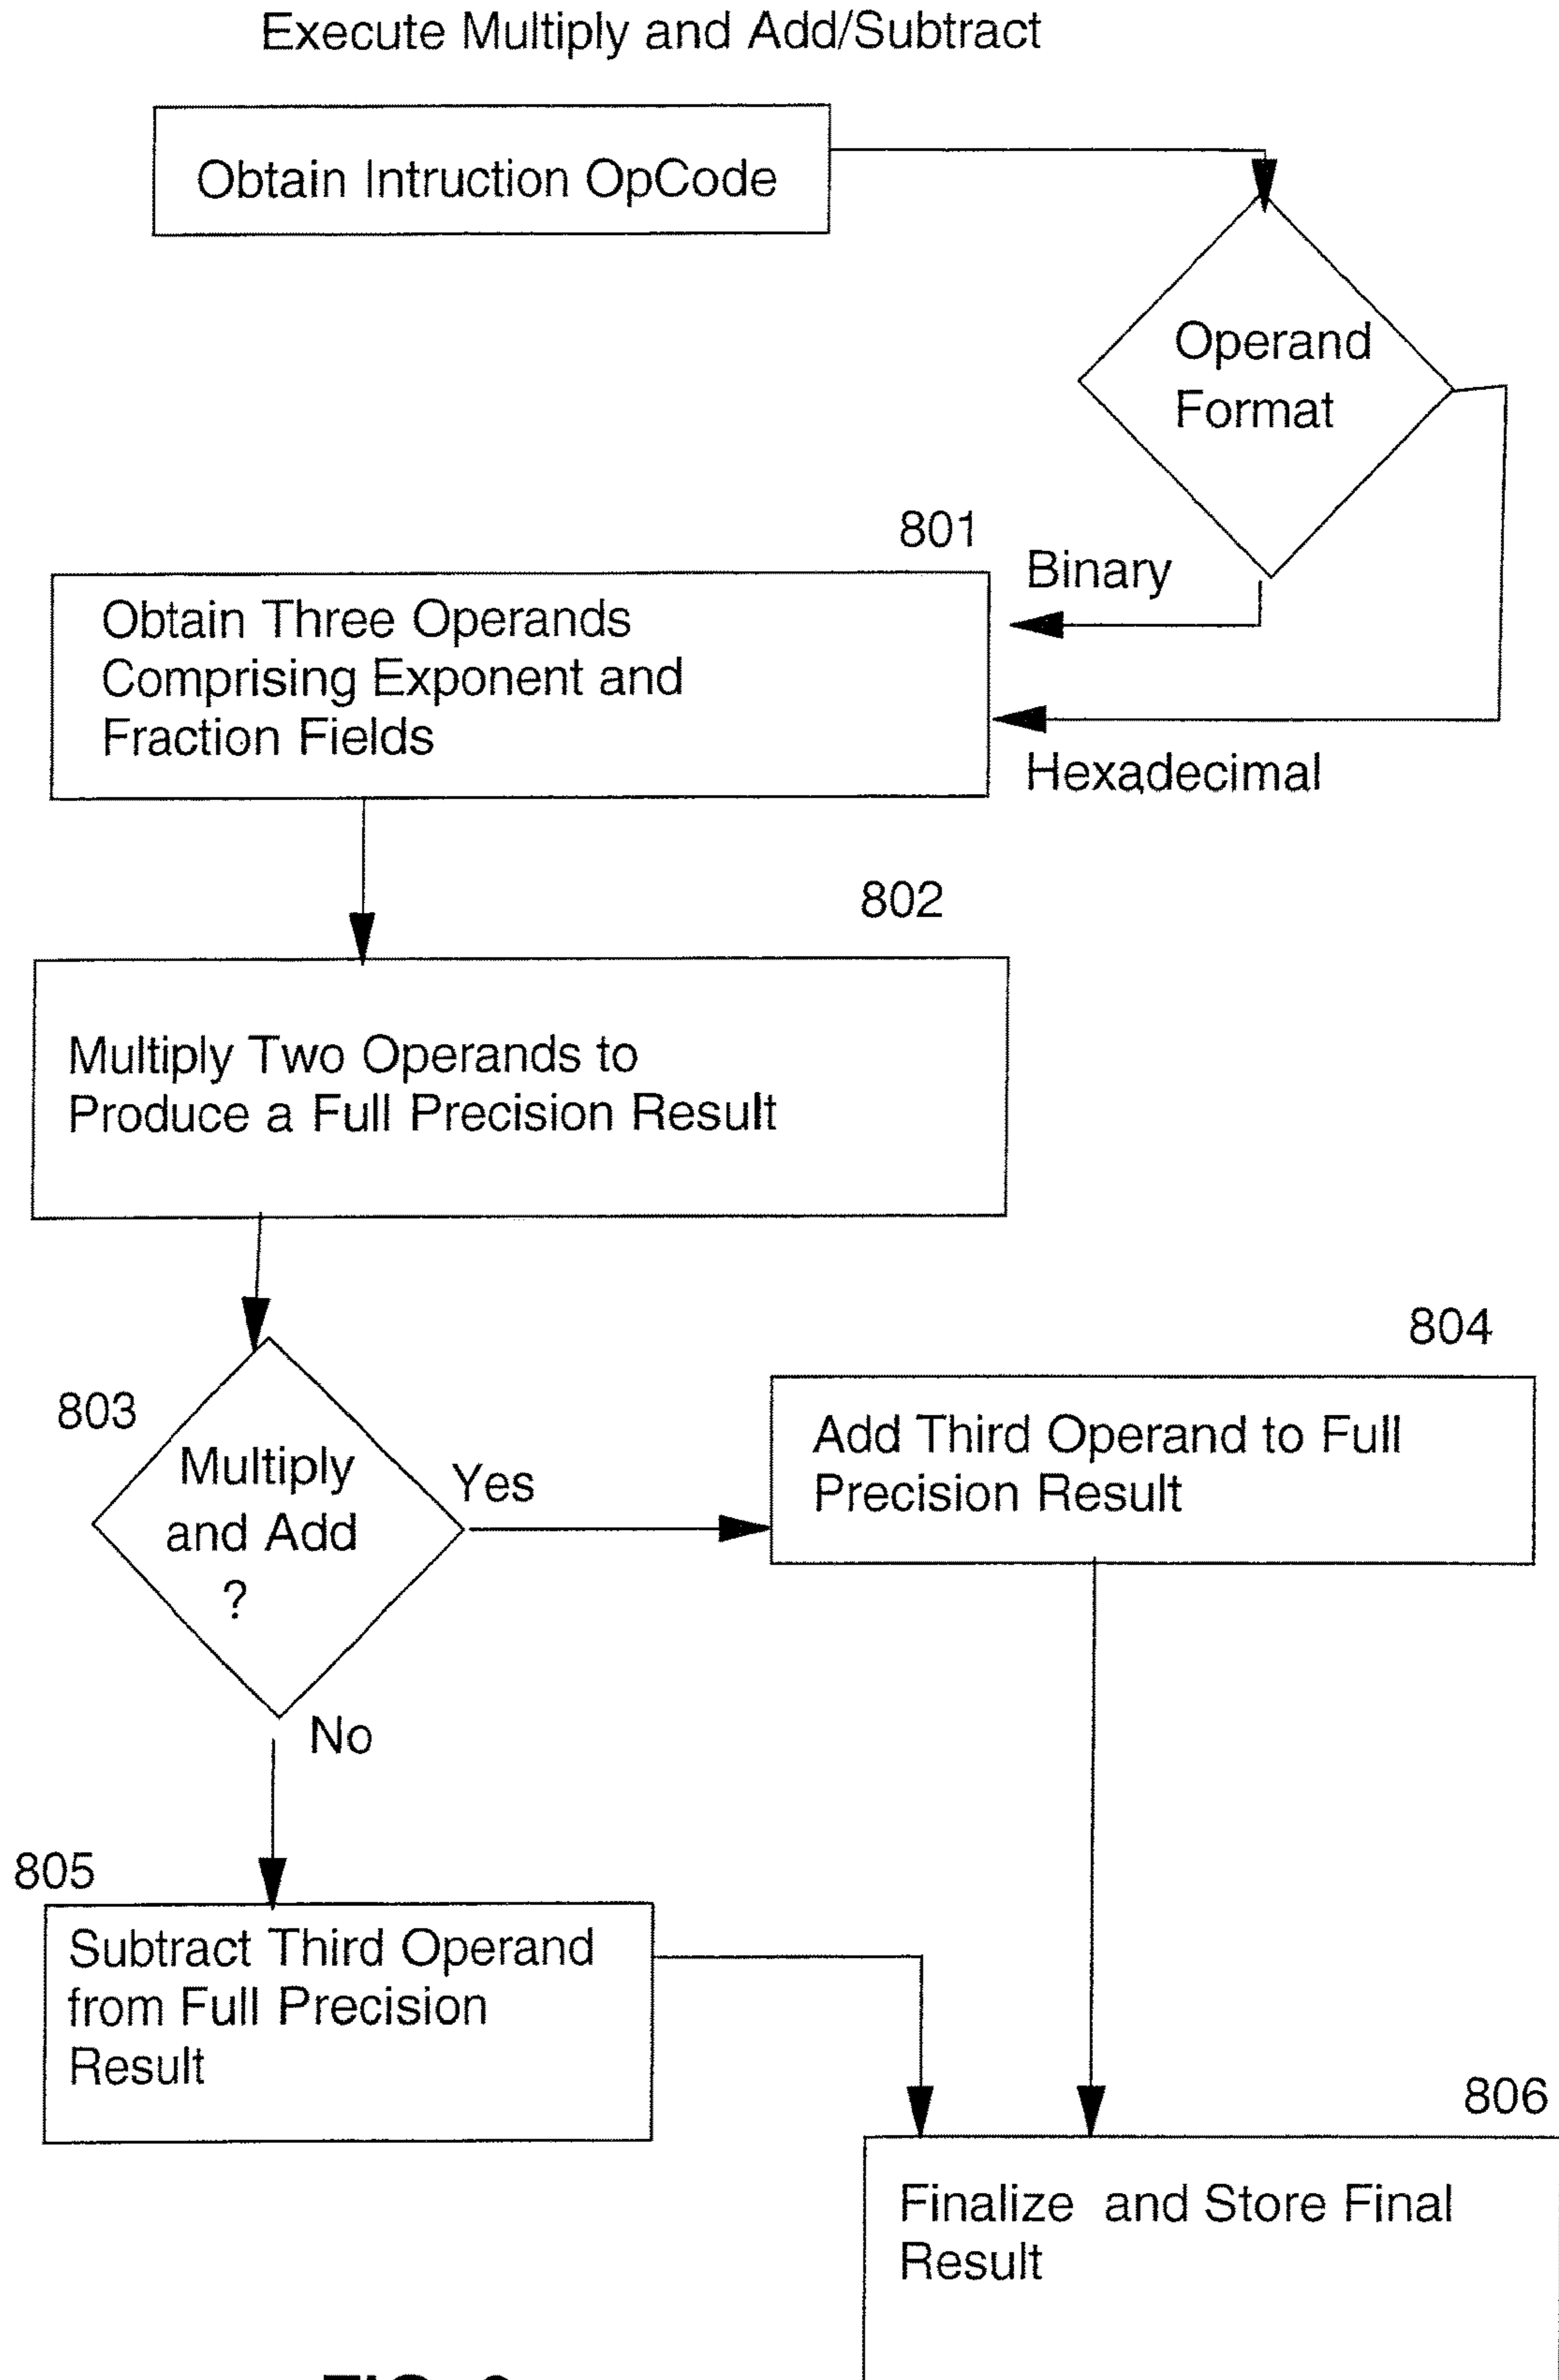 Execute Multiply and Add/Subtract
Obtain Intruction OpCode
Operand
Format
801
Binary
Obtain Three Operands
Comprising Exponent and
Fraction Fields
Hexadecimal
802
Multiply Two Operands to
Produce a Full Precision Result
803
Multiply
and Add
?
Yes
804
Add Third Operand to Full
Precision Result
No
805
Subtract Third Operand
from Full Precision
Result
806
Finalize and Store Final
Result